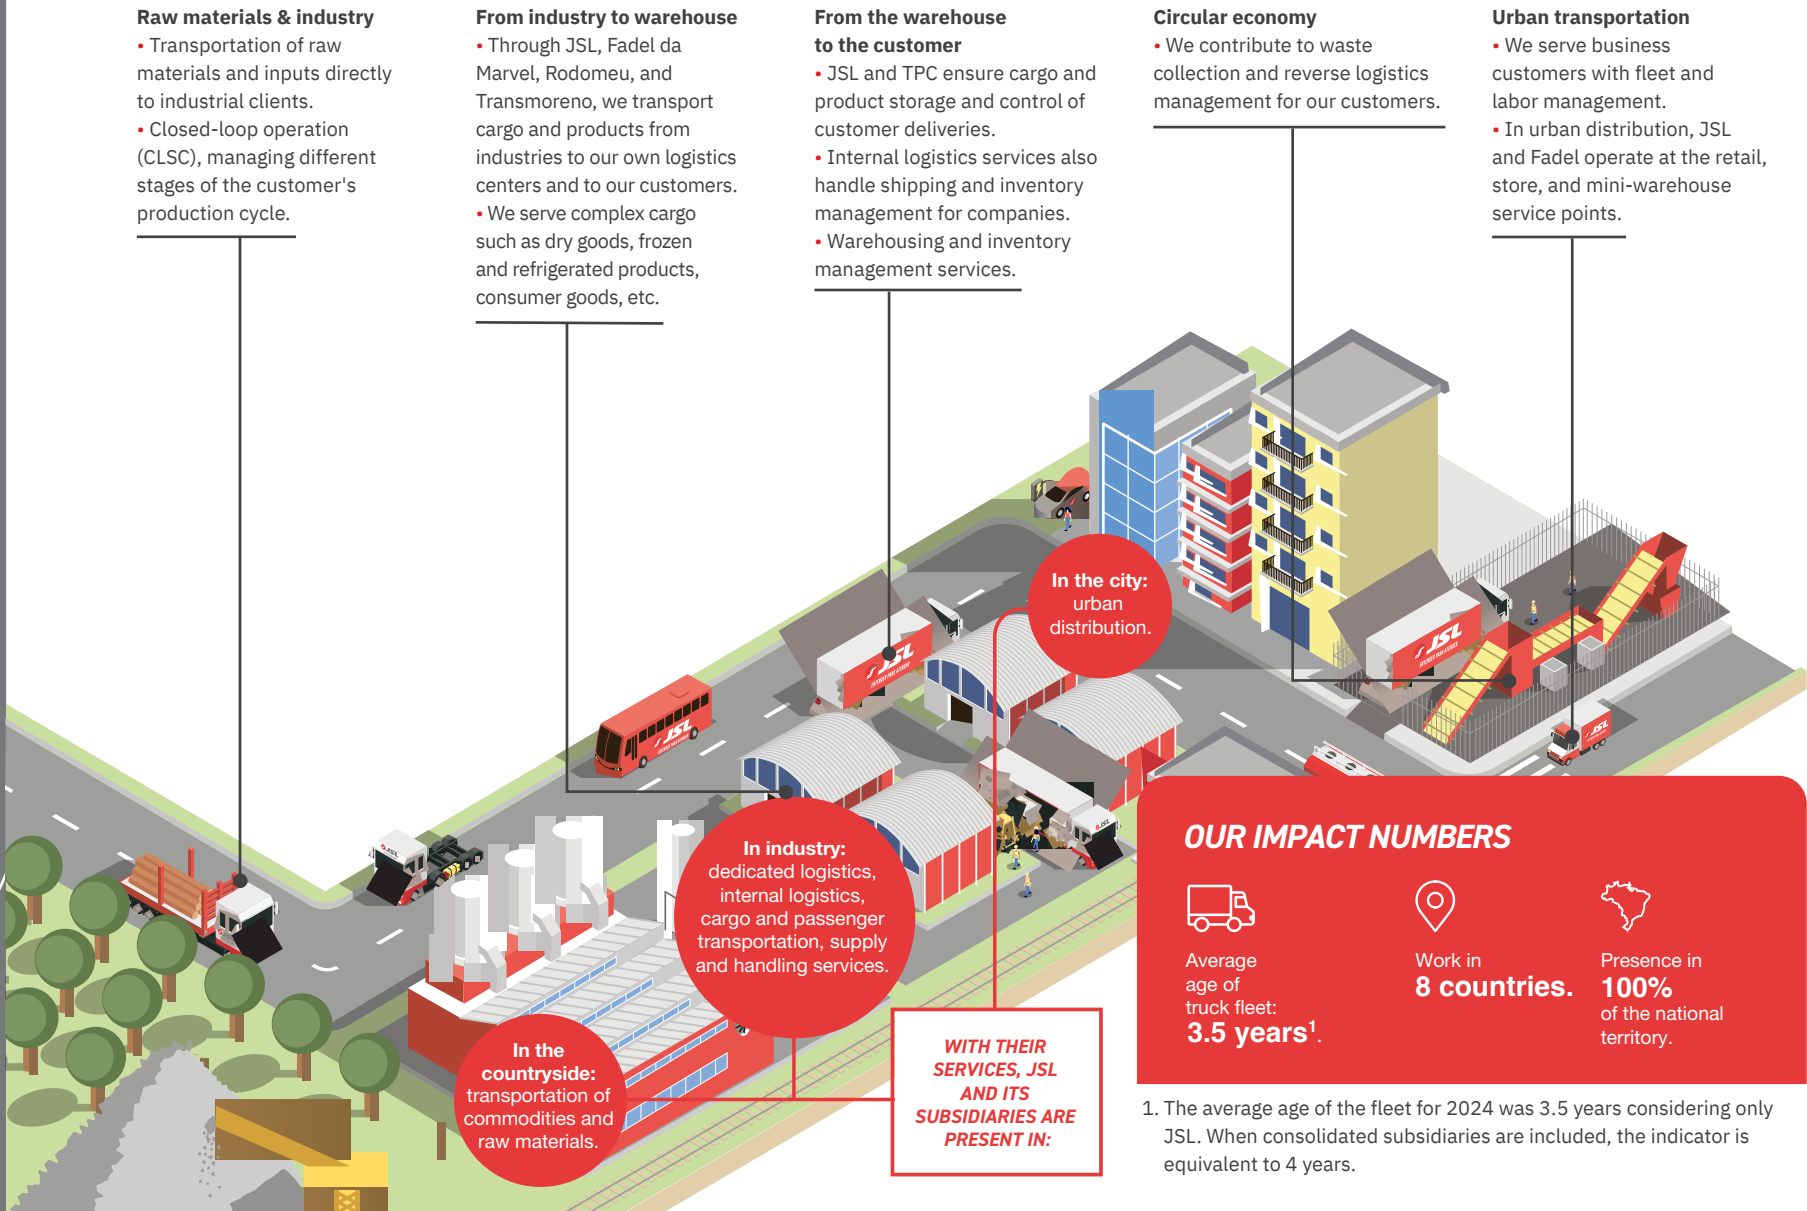 Raw materials & industry
• Transportation of raw
materials and inputs directly
to industrial clients.
• Closed-loop operation
(CLSC), managing different
stages of the customer's
production cycle.
From industry to warehouse
• Through JSL, Fadel da
Marvel, Rodomeu, and
Transmoreno, we transport
cargo and products from
industries to our own logistics
centers and to our customers.
• We serve complex cargo
such as dry goods, frozen
and refrigerated products,
consumer goods, etc.
From the warehouse
to the customer
• JSL and TPC ensure cargo and
product storage and control of
customer deliveries.
• Internal logistics services also
handle shipping and inventory
management for companies.
• Warehousing and inventory
management services.
Circular economy
• We contribute to waste
collection and reverse logistics
management for our customers.
Urban transportation
• We serve business
customers with fleet and
labor management.
• In urban distribution, JSL
and Fadel operate at the retail,
store, and mini-warehouse
service points.
In the city:
urban
distribution.
JSL
JSL
JSL
JSL
JSL
JSL
In industry:
dedicated logistics,
internal logistics,
cargo and passenger
transportation, supply
and handling services.
In the
countryside:
transportation of
commodities and
raw materials.
WITH THEIR
SERVICES, JSL
AND ITS
SUBSIDIARIES ARE
PRESENT IN:
OUR IMPACT NUMBERS
Average
age of
truck fleet:
3.5 years1.
Work in
8 countries.
Presence in
100%
of the national
territory.
1. The average age of the fleet for 2024 was 3.5 years considering only
JSL. When consolidated subsidiaries are included, the indicator is
equivalent to 4 years.